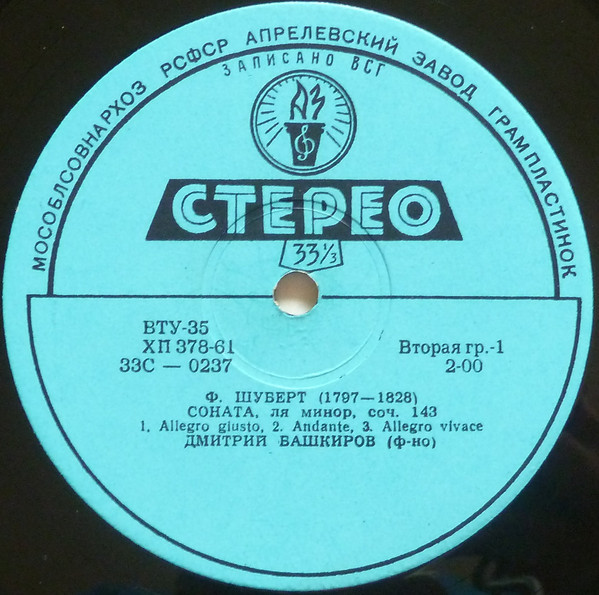 МОСОБЛСОВНАРХОЗ РСФСР АПРЕЛЕВСКИЙ ЗАВОД ГРАМПЛАСТИНОК
ЗАПИСАНО ВСГ
АЗ
СТЕРЕО
33⅓
ВТУ-35
ХП 378-61 Вторая гр.-1
33С — 0237 2-00
Ф. ШУБЕРТ (1797—1828)
СОНАТА, ля минор, соч. 143
1. Allegro giusto, 2. Andante, 3. Allegro vivace
ДМИТРИЙ БАШКИРОВ (ф-но)